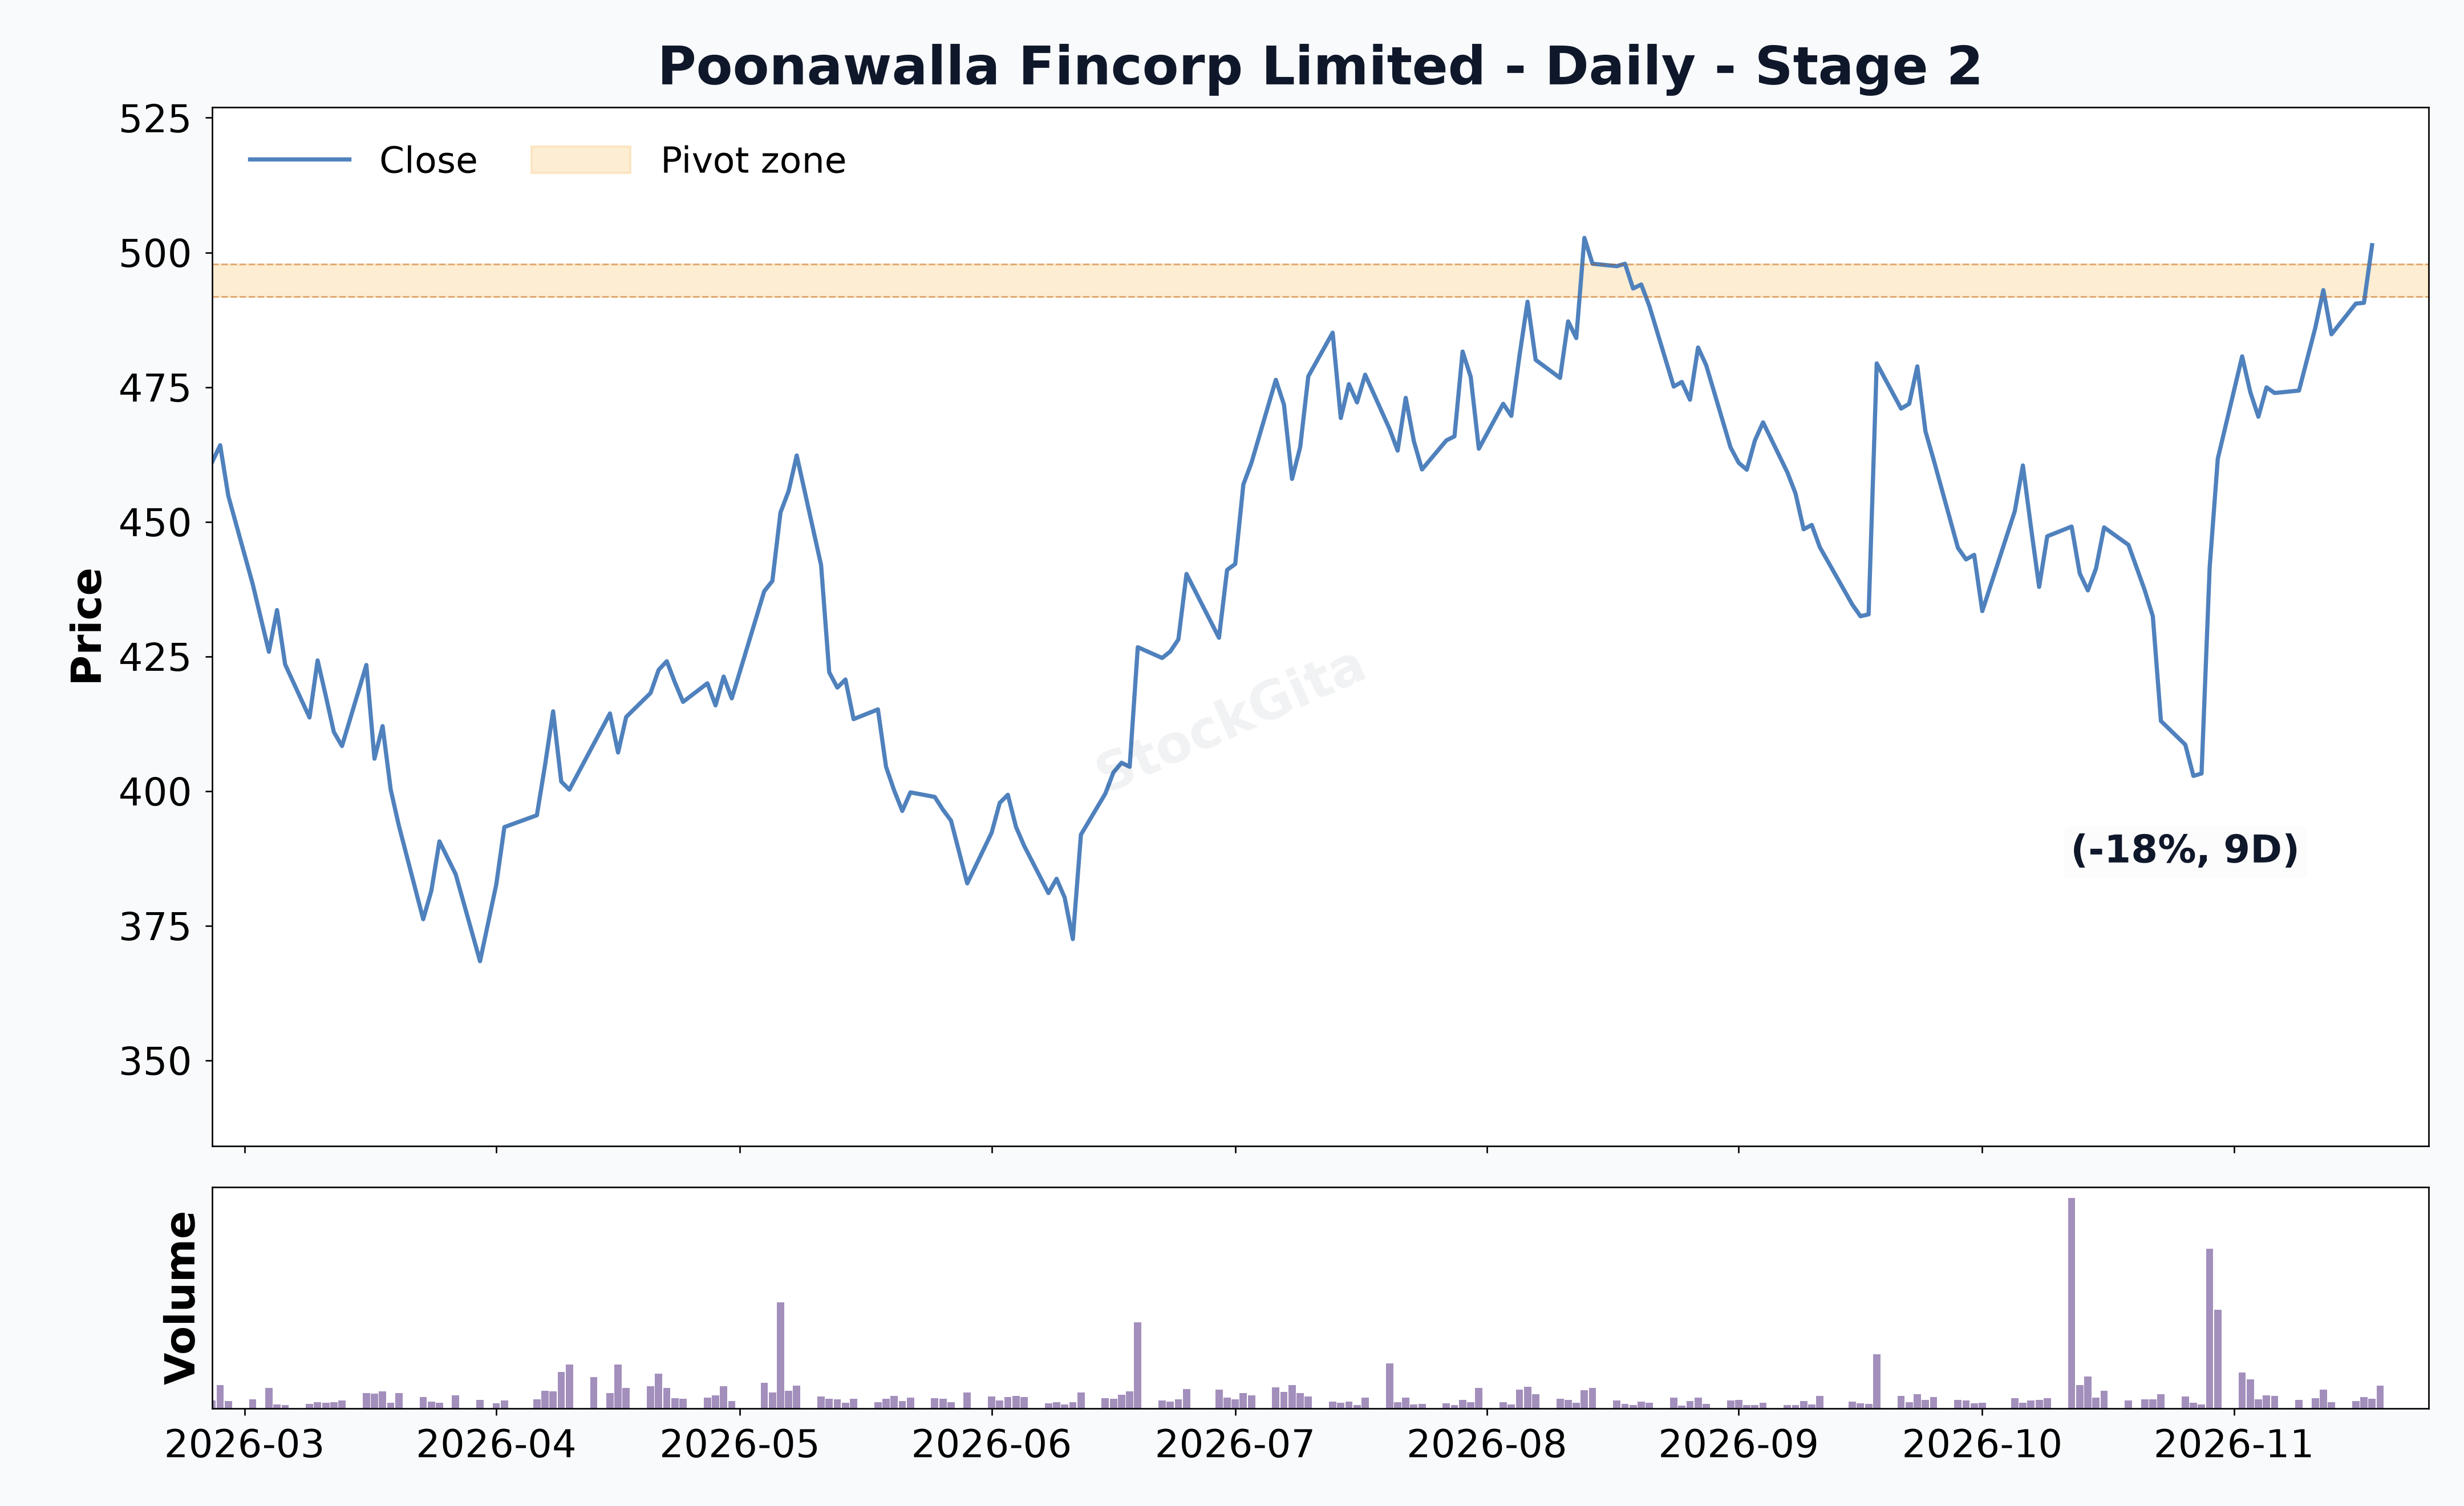 Poonawalla Fincorp Limited - Daily - Stage 2
Close
Pivot zone
525
500
475
450
425
400
375
350
Price
StockGita
(-18%, 9D)
Volume
2026-03
2026-04
2026-05
2026-06
2026-07
2026-08
2026-09
2026-10
2026-11